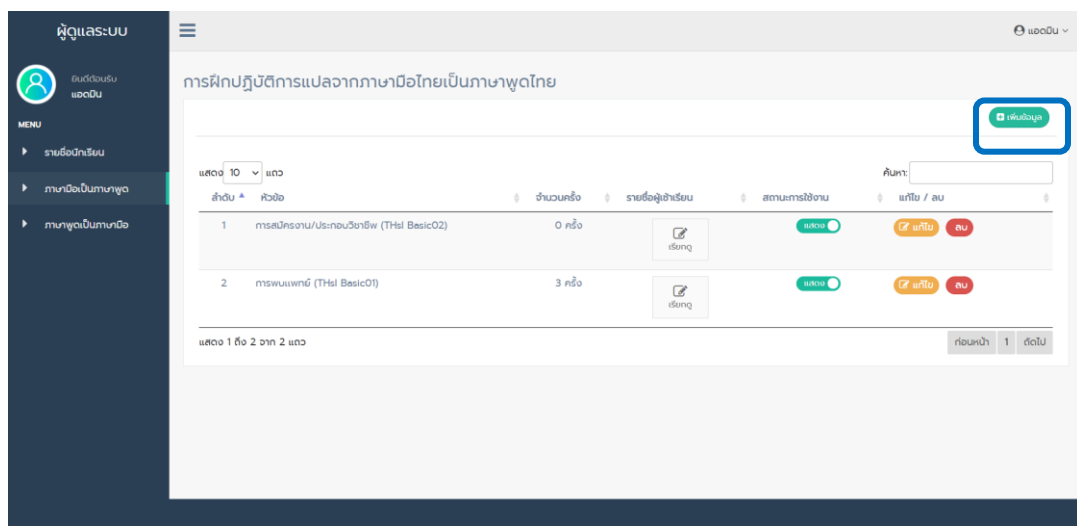 ผู้ดูแลระบบ
แอดมิน
ยินดีต้อนรับ
แอดมิน
MENU
รายชื่อนักเรียน
ภาษามือเป็นภาษาพูด
ภาษาพูดเป็นภาษามือ
การฝึกปฏิบัติการแปลจากภาษามือไทยเป็นภาษาพูดไทย
เพิ่มข้อมูล
แสดง 10 แถว
ค้นหา:
ลำดับ หัวข้อ จำนวนครั้ง รายชื่อผู้เข้าเรียน สถานะการใช้งาน แก้ไข / ลบ
1 การสมัครงาน/ประกอบวิชาชีพ (THsl Basic02) 0 ครั้ง แสดง แก้ไข ลบ
เรียกดู
2 การพบแพทย์ (THsl Basic01) 3 ครั้ง แสดง แก้ไข ลบ
เรียกดู
แสดง 1 ถึง 2 จาก 2 แถว
ก่อนหน้า 1 ถัดไป